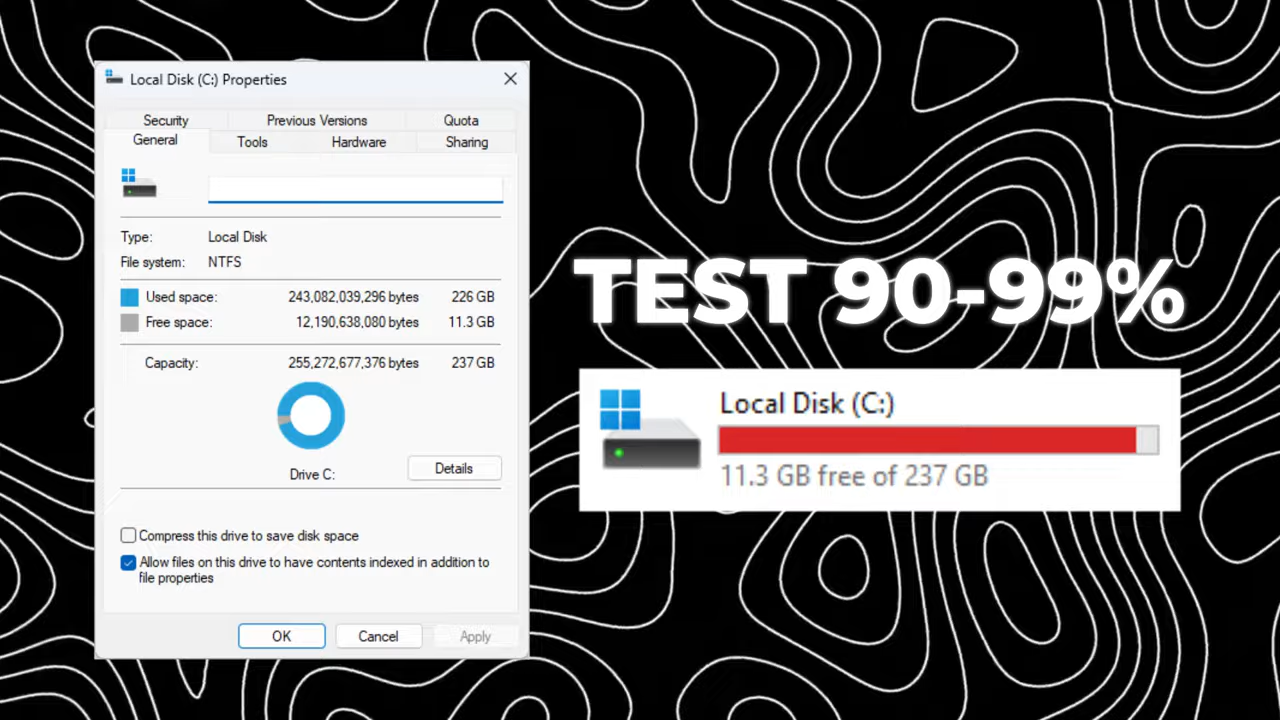 Local Disk (C:) Properties
Security Previous Versions Quota
General Tools Hardware Sharing
Type: Local Disk
File system: NTFS
Used space: 243,082,039,296 bytes 226 GB
Free space: 12,190,638,080 bytes 11.3 GB
Capacity: 255,272,677,376 bytes 237 GB
Drive C:
Details
Compress this drive to save disk space
Allow files on this drive to have contents indexed in addition to
file properties
OK Cancel Apply
TEST 90-99%
Local Disk (C:)
11.3 GB free of 237 GB